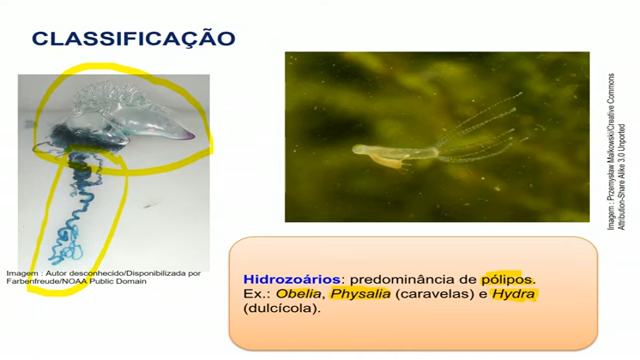 CLASSIFICAÇÃO
Imagem : Autor desconhecido/Disponibilizada por
Farbenfreude/NOAA Public Domain
Imagem : Przemysław Malkowski/Creative Commons
Attribution-Share Alike 3.0 Unported
Hidrozoários: predominância de pólipos.
Ex.: Obelia, Physalia (caravelas) e Hydra
(dulcícola).